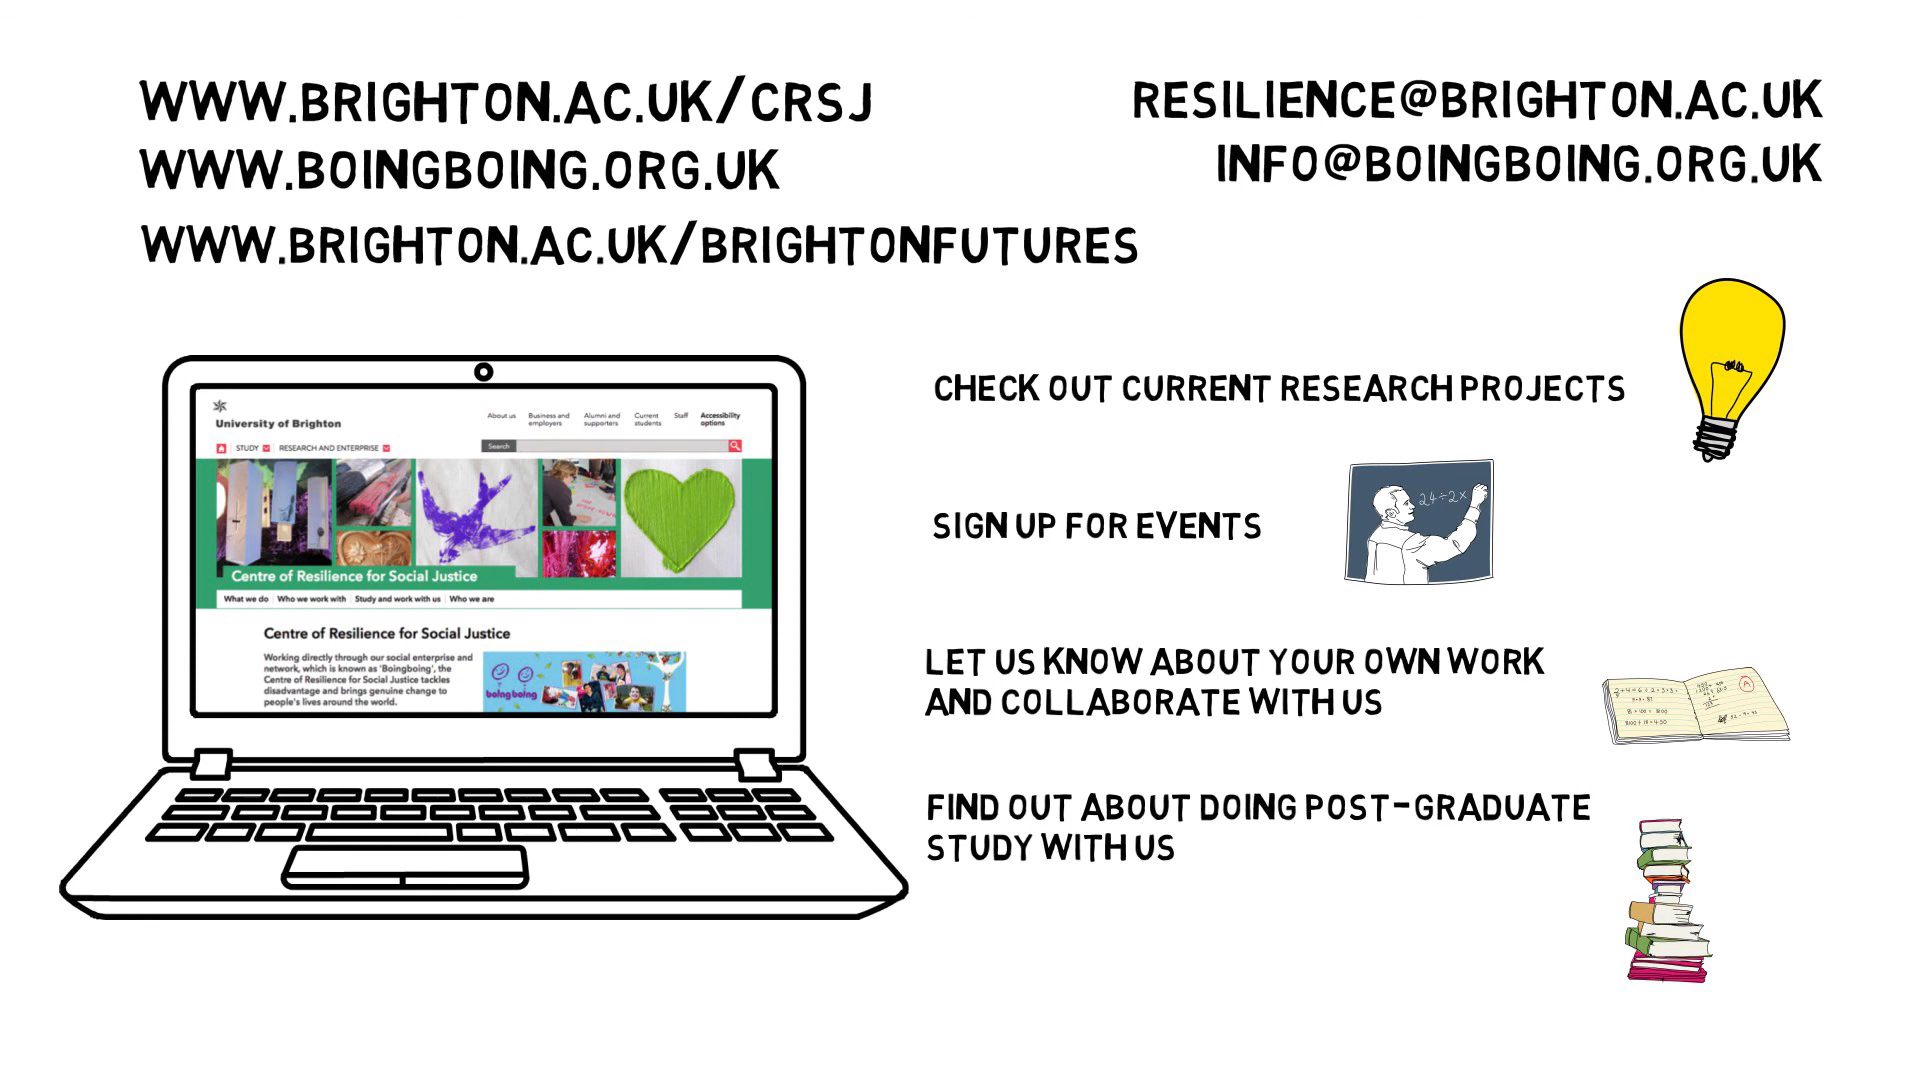 WWW.BRIGHTON.AC.UK/CRSJ
WWW.BOINGBOING.ORG.UK
WWW.BRIGHTON.AC.UK/BRIGHTONFUTURES
RESILIENCE@BRIGHTON.AC.UK
INFO@BOINGBOING.ORG.UK
University of Brighton
About us
Business and
employers
Alumni and
supporters
Current
students
Staff
Accessibility
options
STUDY
RESEARCH AND ENTERPRISE
Search
Centre of Resilience for Social Justice
What we do
Who we work with
Study and work with us
Who we are
Centre of Resilience for Social Justice
Working directly through our social enterprise and
network, which is known as 'Boingboing', the
Centre of Resilience for Social Justice tackles
disadvantage and brings genuine change to
people's lives around the world.
boingboing
CHECK OUT CURRENT RESEARCH PROJECTS
SIGN UP FOR EVENTS
24÷2×
LET US KNOW ABOUT YOUR OWN WORK
AND COLLABORATE WITH US
A
FIND OUT ABOUT DOING POST-GRADUATE
STUDY WITH US